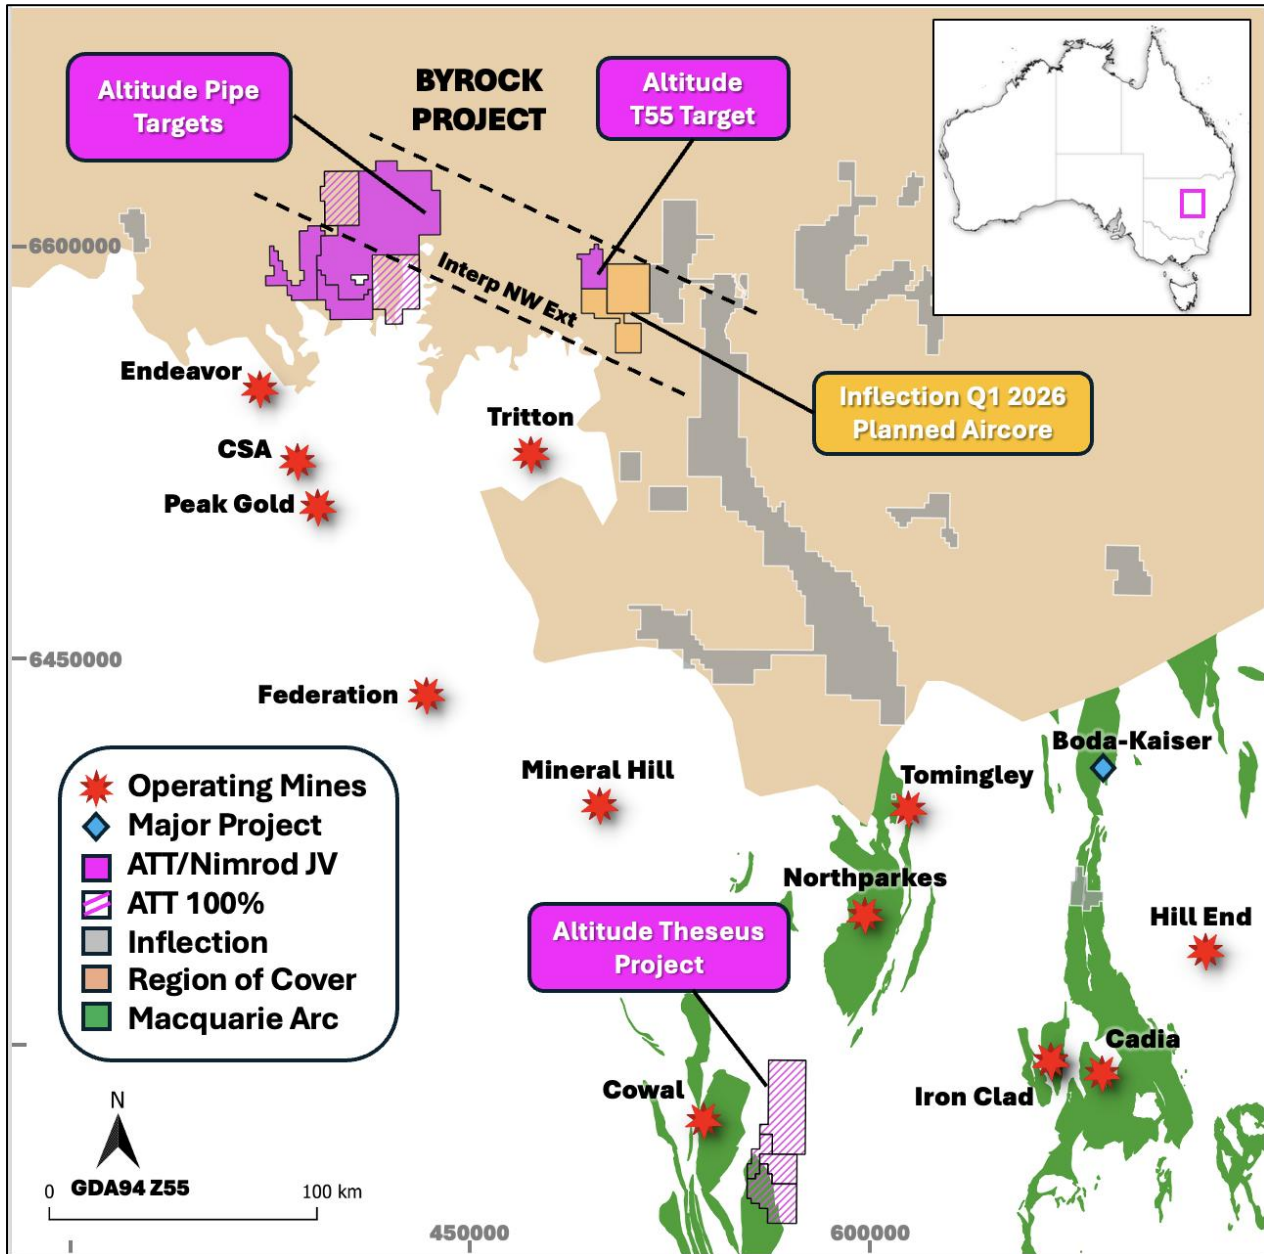 Altitude Pipe
Targets
BYROCK
PROJECT
Altitude
T55 Target
6600000
Interp NW Ext
Endeavor
Inflection Q1 2026
Planned Aircore
Tritton
CSA
Peak Gold
6450000
Federation
Boda-Kaiser
Mineral Hill
Tomingley
Operating Mines
Major Project
ATT/Nimrod JV
ATT 100%
Inflection
Region of Cover
Macquarie Arc
Northparkes
Hill End
Altitude Theseus
Project
Cadia
Cowal
Iron Clad
N
GDA94 Z55
0
100 km
450000
600000